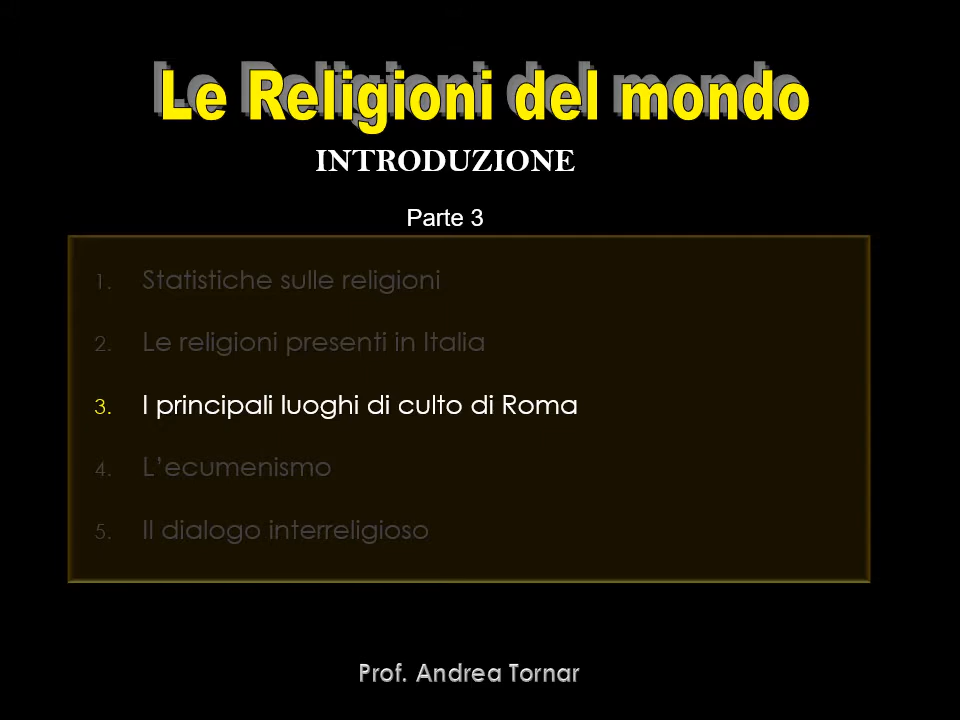 Le Religioni del mondo
INTRODUZIONE
Parte 3
1. Statistiche sulle religioni
2. Le religioni presenti in Italia
3. I principali luoghi di culto di Roma
4. L’ecumenismo
5. Il dialogo interreligioso
Prof. Andrea Tornar